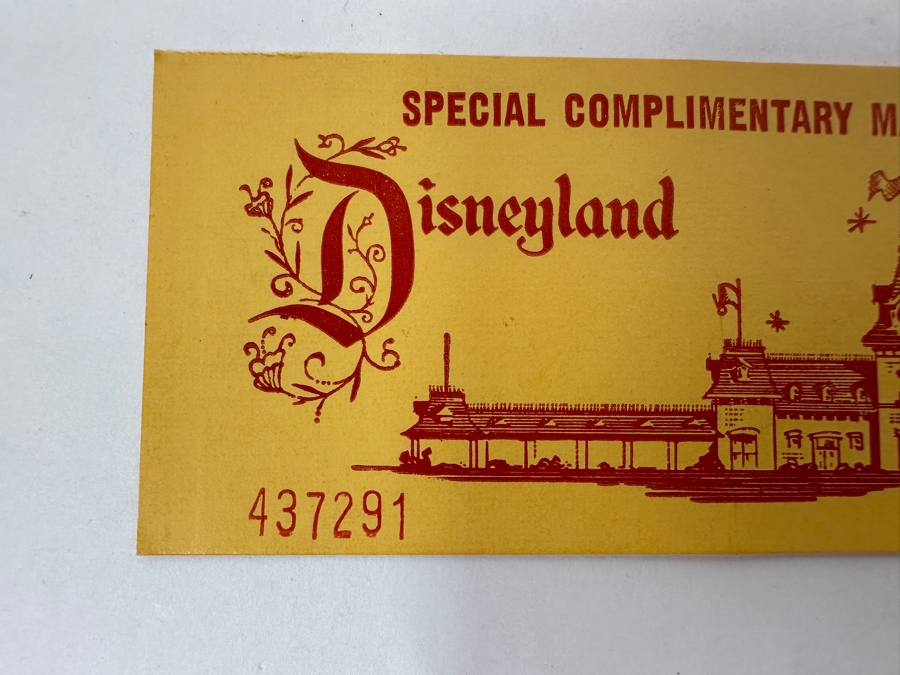 SPECIAL COMPLIMENTARY
Disneyland
437291